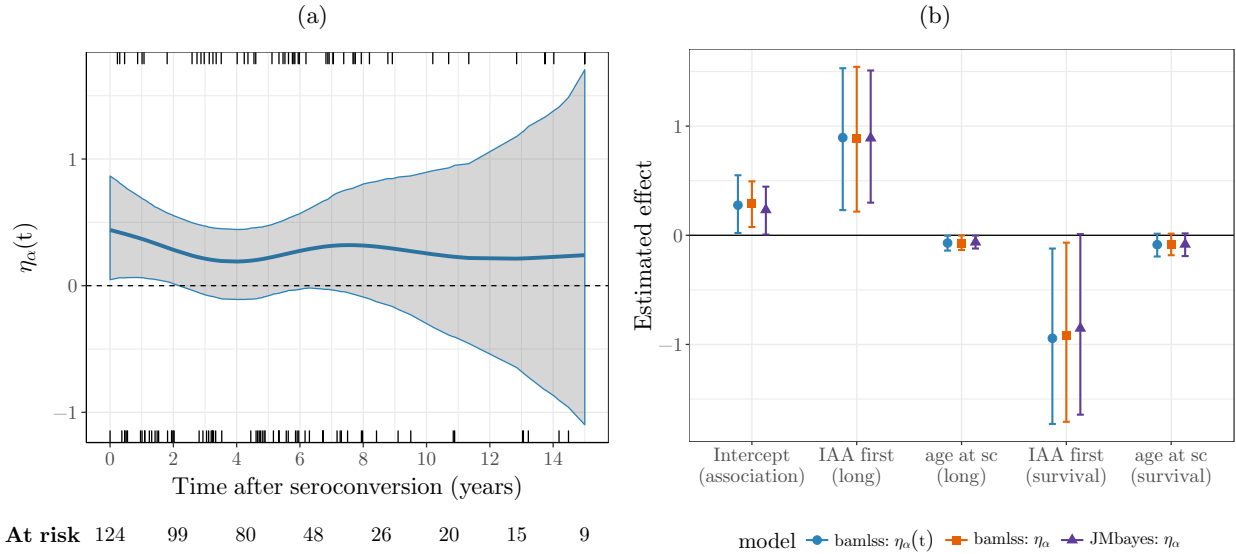 (a)
(b)
ηα(t)
1
0
−1
0 2 4 6 8 10 12 14
Time after seroconversion (years)
At risk 124 99 80 48 26 20 15 9
Estimated effect
1
0
−1
Intercept IAA first age at sc IAA first age at sc
(association) (long) (long) (survival) (survival)
model bamlss: ηα(t) bamlss: ηα JMbayes: ηα